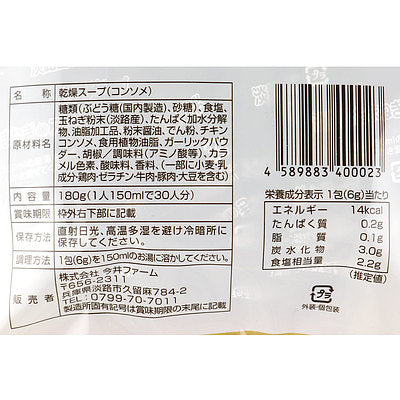 名称 乾燥スープ(コンソメ)
原材料名 糖類(ぶどう糖(国内製造)、砂糖)、食塩、
玉ねぎ粉末(淡路産)、たんぱく加水分解
物、油脂加工品、粉末醤油、でん粉、チキン
コンソメ、食用植物油脂、ガーリックパウ
ダー、胡椒/調味料(アミノ酸等)、カラ
メル色素、酸味料、香料、(一部に小麦・乳
成分・鶏肉・ゼラチン・牛肉・豚肉・大豆を含む)
内容量 180g(1人150mlで30人分)
賞味期限 枠外右下部に記載
保存方法 直射日光、高温多湿を避け冷暗所に
保存してください。
調理方法 1包(6g)を150mlのお湯に溶かしてください。
販売者 株式会社 今井ファーム
〒656-2311
兵庫県淡路市久留麻784-2
TEL.0799-70-7011
製造所固有記号は賞味期限の末尾に記載
4589883400023
栄養成分表示 1包(6g)当たり
エネルギー 14kcal
たんぱく質 0.2g
脂質 0.1g
炭水化物 3.0g
食塩相当量 2.2g
(推定値)
プラ
外装・個包装